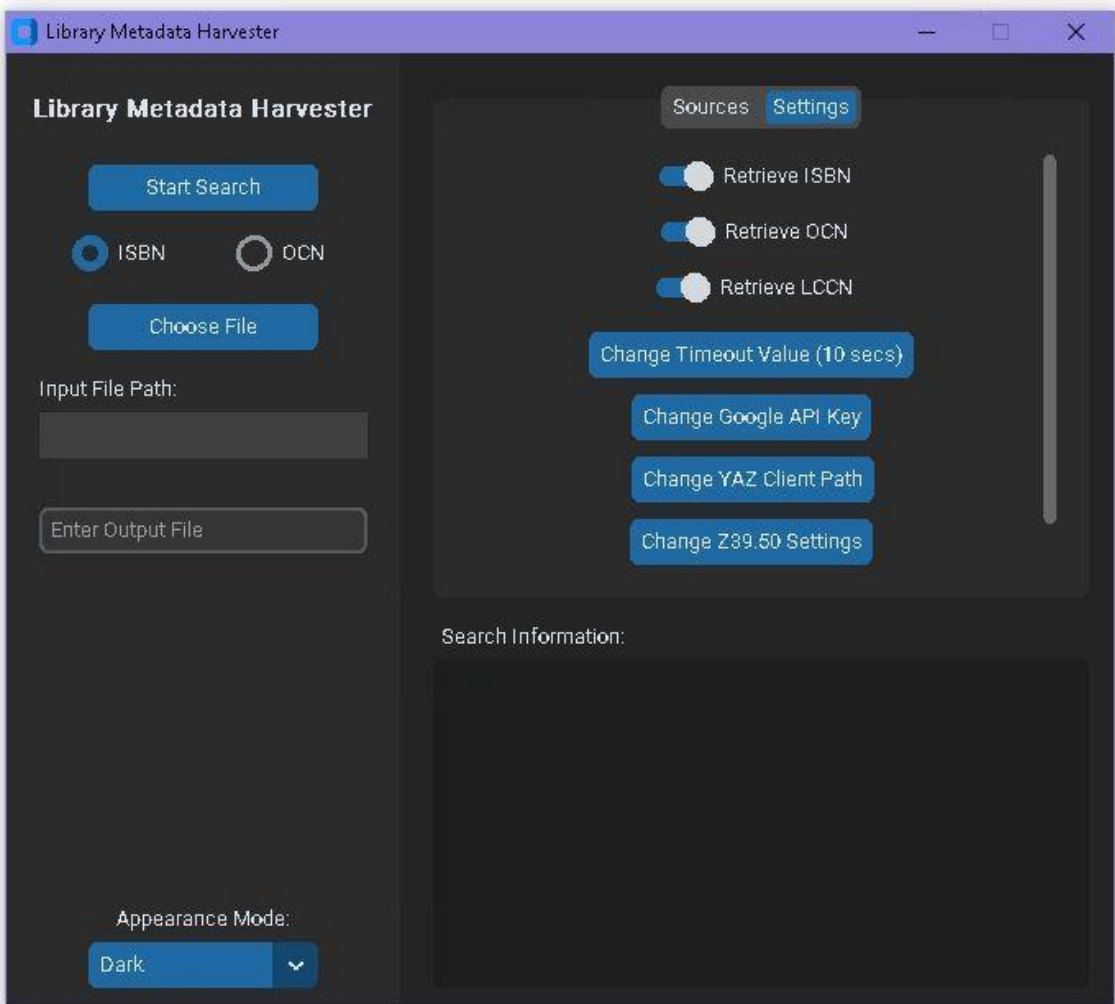 Library Metadata Harvester
Library Metadata Harvester
Start Search
ISBN OCN
Choose File
Input File Path:
Enter Output File
Appearance Mode:
Dark
Sources Settings
Retrieve ISBN
Retrieve OCN
Retrieve LCCN
Change Timeout Value (10 secs)
Change Google API Key
Change YAZ Client Path
Change Z39.50 Settings
Search Information: